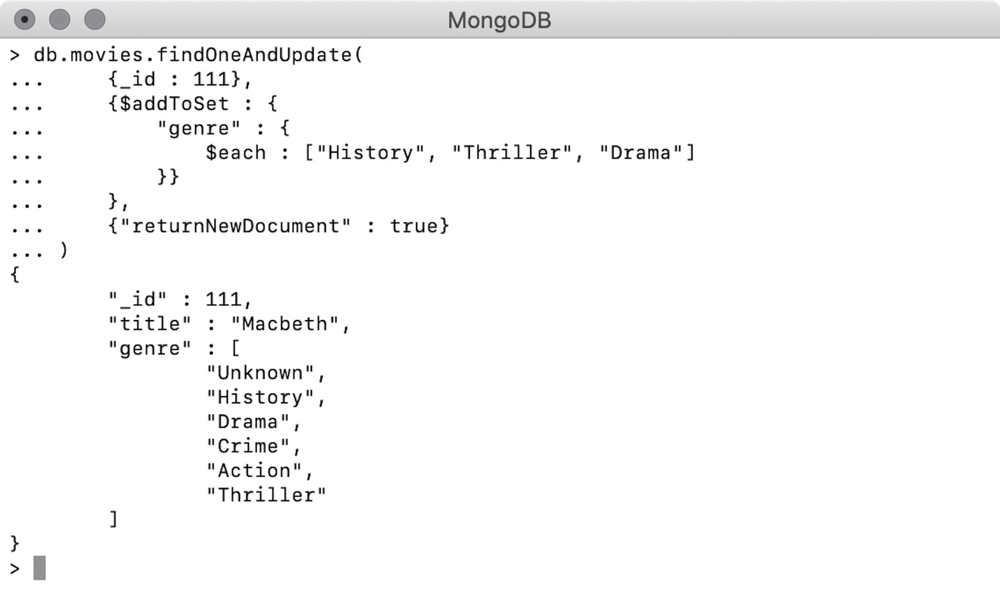 MongoDB
> db.movies.findOneAndUpdate(
...     {_id : 111},
...     {$addToSet : {
...         "genre" : {
...             $each : ["History", "Thriller", "Drama"]
...         }}
...     },
...     {"returnNewDocument" : true}
... )
{
        "_id" : 111,
        "title" : "Macbeth",
        "genre" : [
                "Unknown",
                "History",
                "Drama",
                "Crime",
                "Action",
                "Thriller"
        ]
}
>